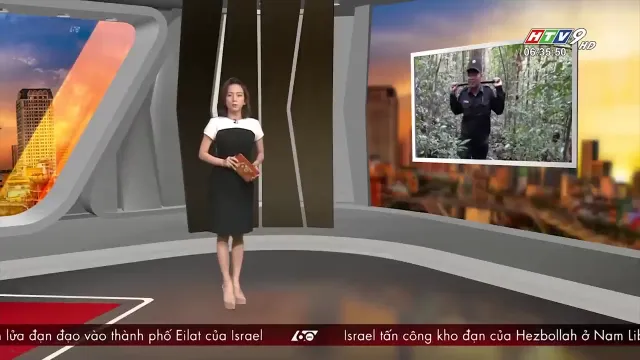 HTV9 HD
06:35:50
lửa đạn đạo vào thành phố Eilat của Israel
60
Israel tấn công kho đạn của Hezbollah ở Nam